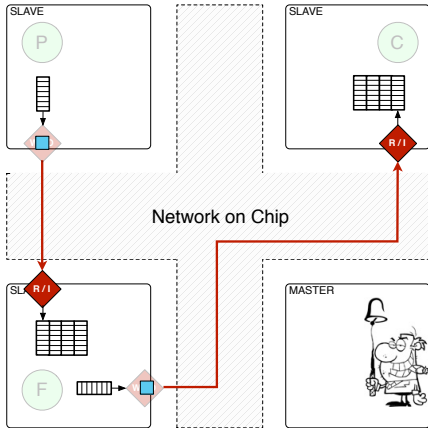 SLAVE
P
SLAVE
C
R / I
Network on Chip
R / I
F
MASTER